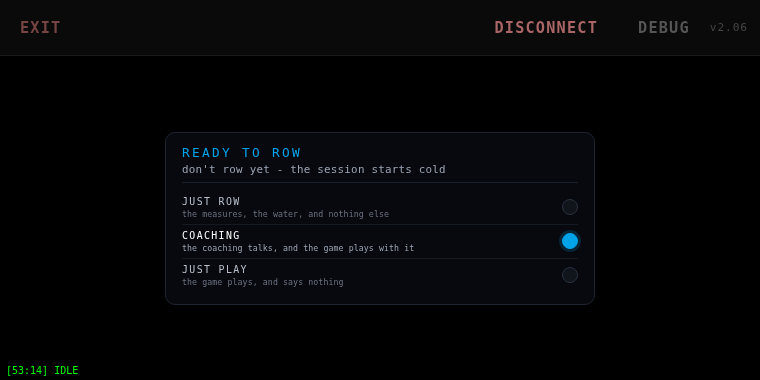 EXIT
DISCONNECT
DEBUG
v2.06
READY TO ROW
don't row yet - the session starts cold
JUST ROW
the measures, the water, and nothing else
COACHING
the coaching talks, and the game plays with it
JUST PLAY
the game plays, and says nothing
[53:14] IDLE